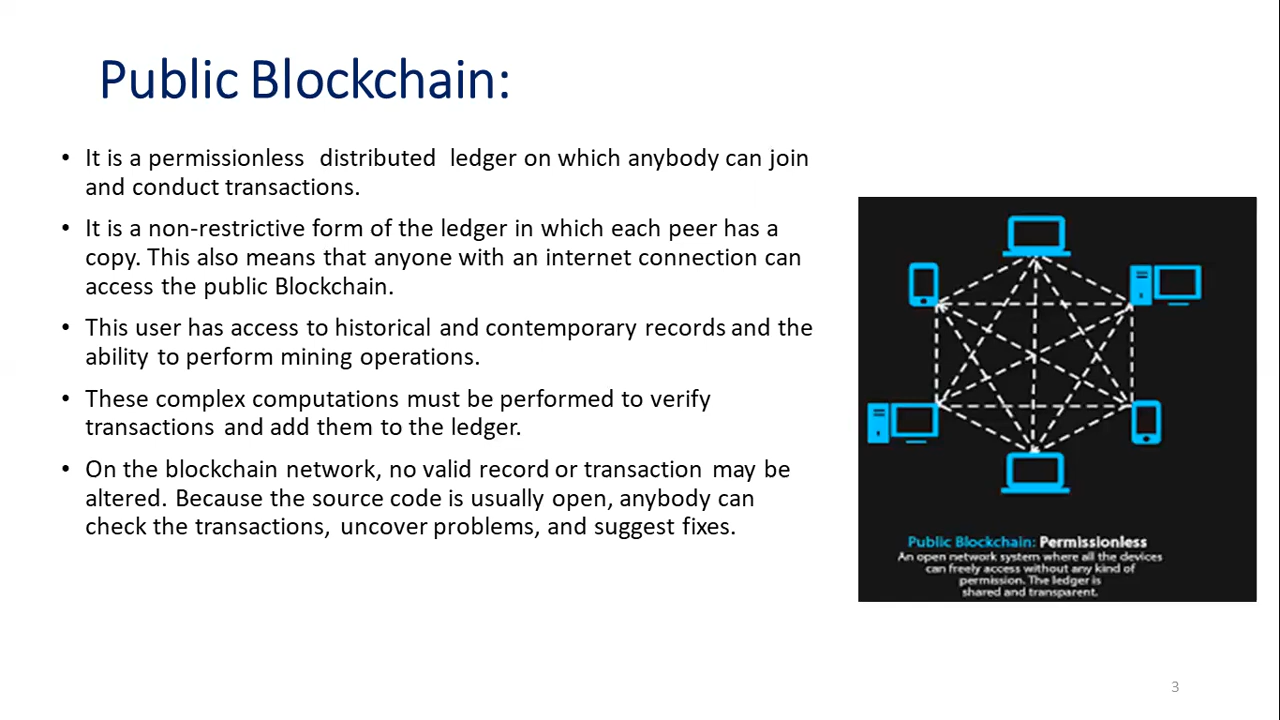 Public Blockchain:
• It is a permissionless distributed ledger on which anybody can join
and conduct transactions.
• It is a non-restrictive form of the ledger in which each peer has a
copy. This also means that anyone with an internet connection can
access the public Blockchain.
• This user has access to historical and contemporary records and the
ability to perform mining operations.
• These complex computations must be performed to verify
transactions and add them to the ledger.
• On the blockchain network, no valid record or transaction may be
altered. Because the source code is usually open, anybody can
check the transactions, uncover problems, and suggest fixes.
Public Blockchain: Permissionless
An open network system where all the devices
can freely access without any kind of
permission. The ledger is
shared and transparent.
3